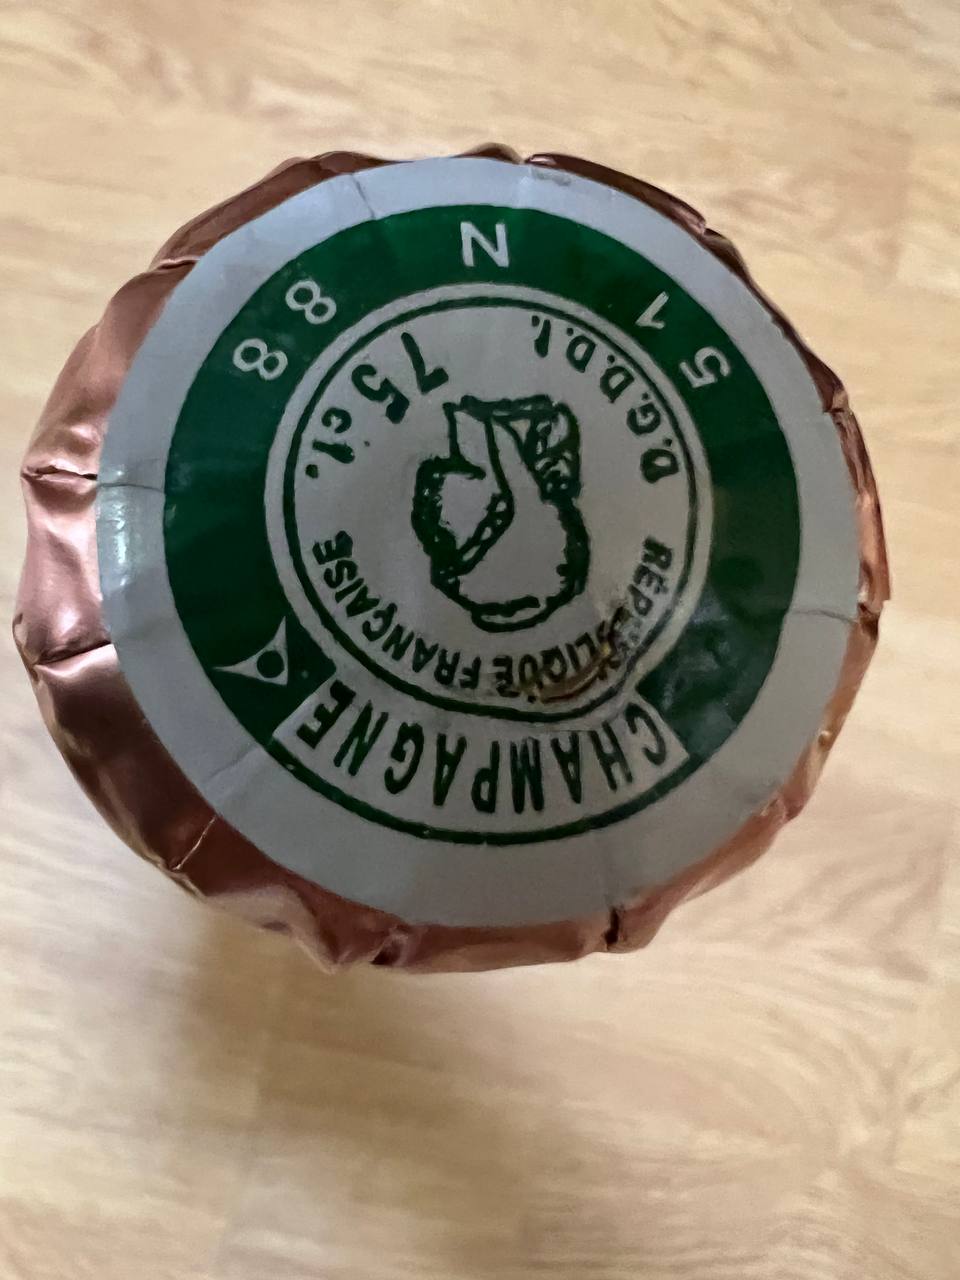 CHAMPAGNE
RÉPUBLIQUE FRANÇAISE
D.G.D.D.I. 75 cl.
51 N 88